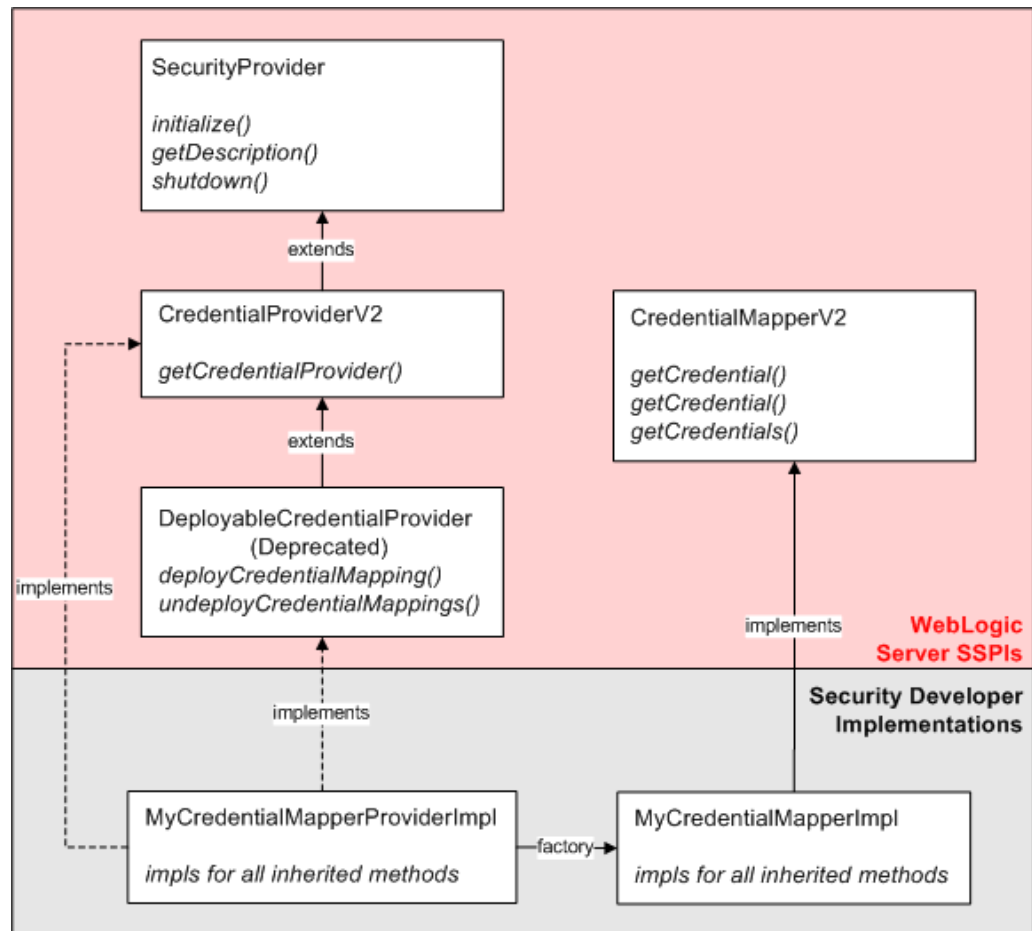 SecurityProvider
initialize()
getDescription()
shutdown()
extends
CredentialProviderV2
getCredentialProvider()
CredentialMapperV2
getCredential()
getCredential()
getCredentials()
extends
DeployableCredentialProvider
(Deprecated)
deployCredentialMapping()
undeployCredentialMappings()
implements
implements
WebLogic
Server SSPIs
Security Developer
Implementations
implements
MyCredentialMapperProviderImpl
impls for all inherited methods
factory
MyCredentialMapperImpl
impls for all inherited methods